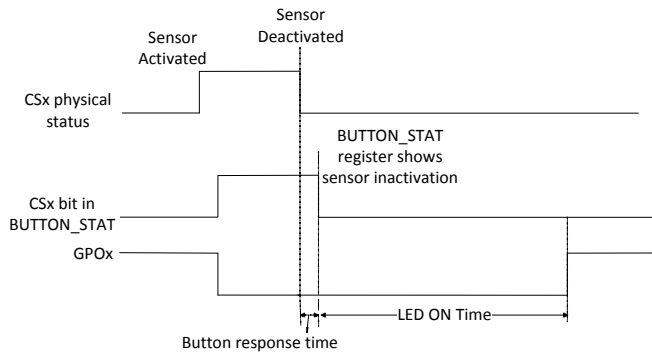 Sensor
Deactivated
Sensor
Activated
CSx physical
status
BUTTON_STAT
register shows
sensor inactivation
CSx bit in
BUTTON_STAT
GPOx
LED ON Time
Button response time